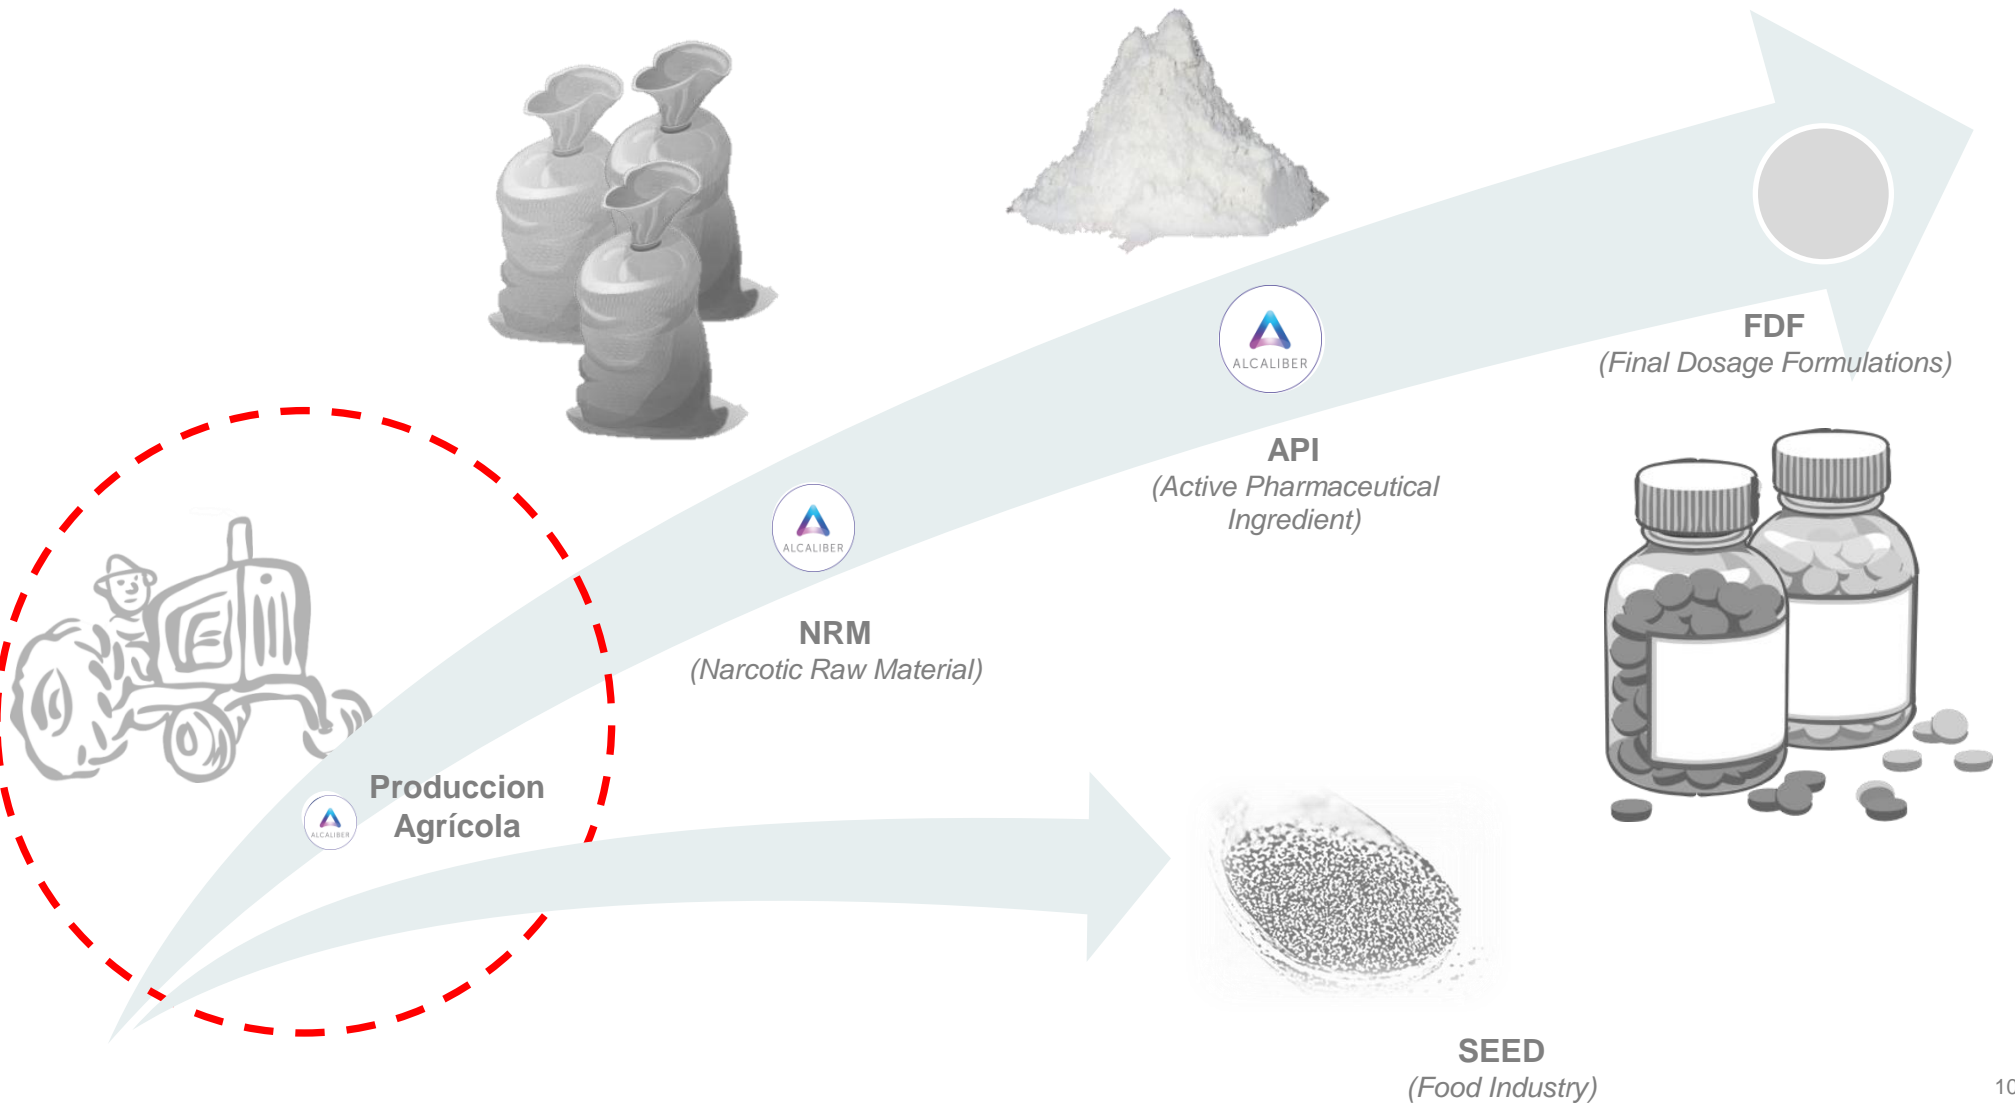 FDF
(Final Dosage Formulations)
ALCALIBER
API
(Active Pharmaceutical
Ingredient)
ALCALIBER
NRM
(Narcotic Raw Material)
Produccion
Agrícola
ALCALIBER
SEED
(Food Industry)
10